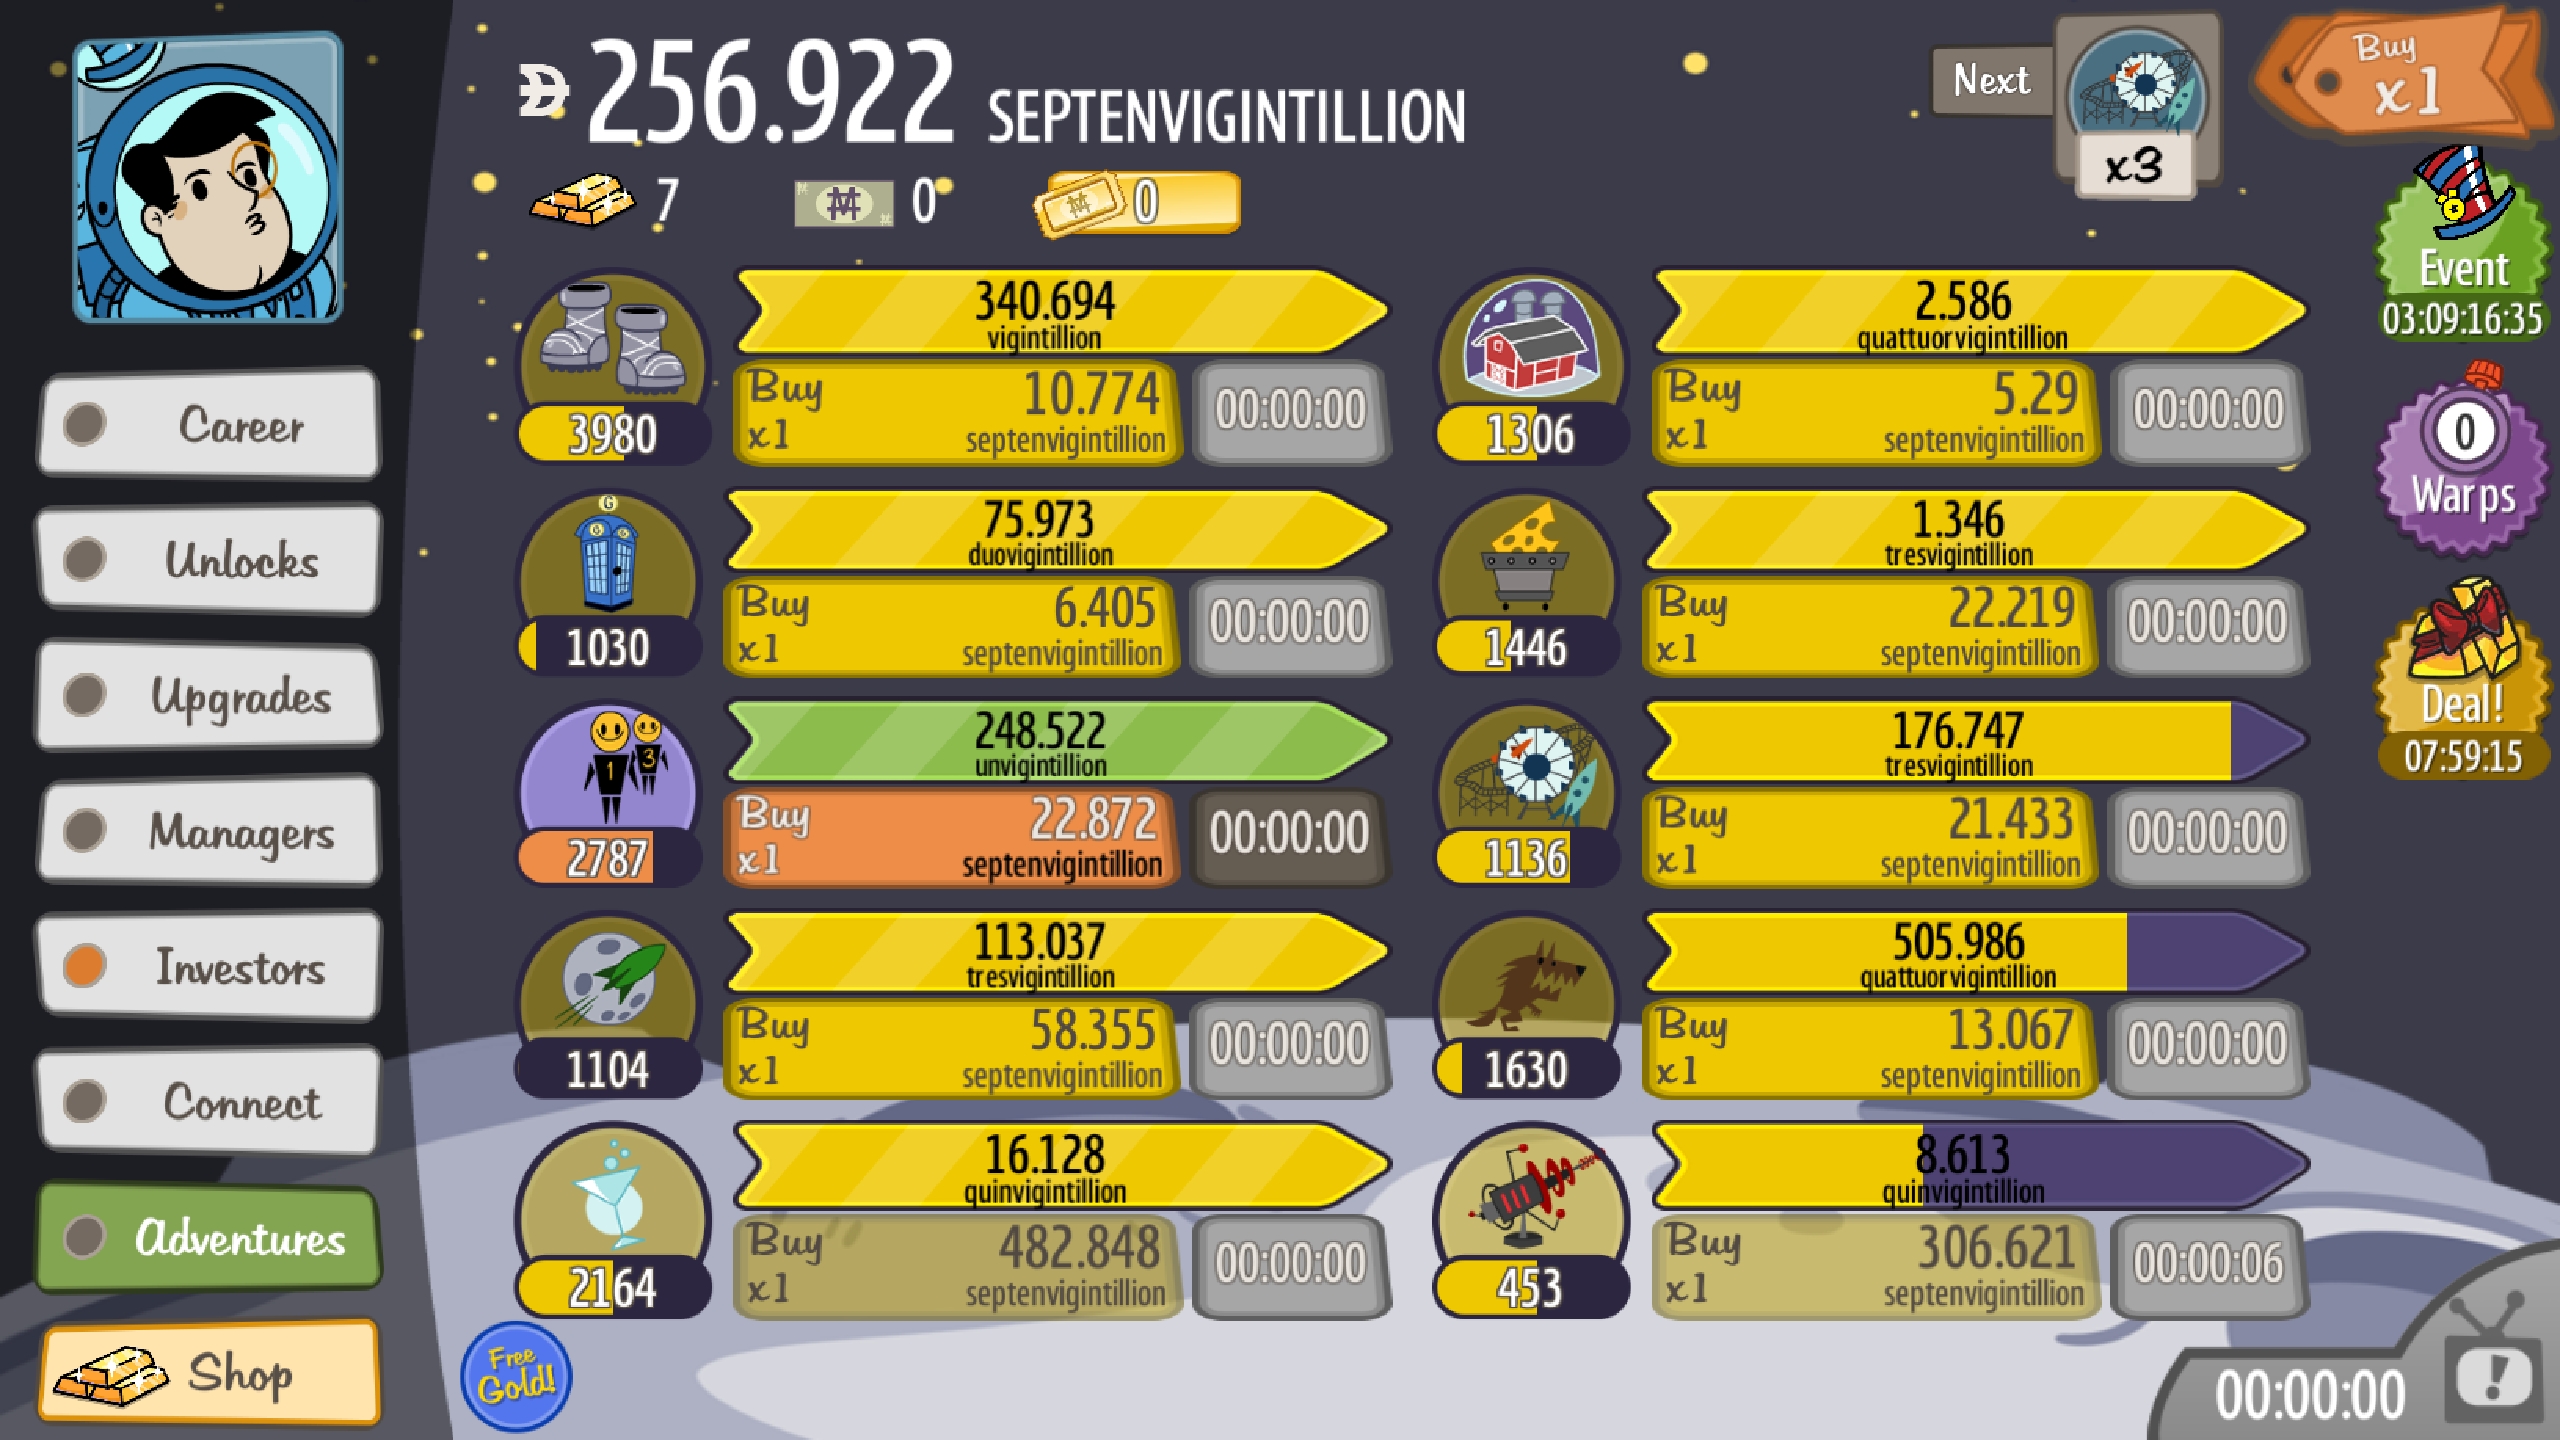 256.922 SEPTENVIGINTILLION
7
0
0
Next
x3
Buy
x1
Event
03:09:16:35
0
Warps
Deal!
07:59:15
Career
Unlocks
Upgrades
Managers
Investors
Connect
Adventures
Shop
Free
Gold!
340.694
vigintillion
3980
Buy
x1
10.774
septenvigintillion
00:00:00
2.586
quattuorvigintillion
1306
Buy
x1
5.29
septenvigintillion
00:00:00
G
75.973
duovigintillion
1030
Buy
x1
6.405
septenvigintillion
00:00:00
1.346
tresvigintillion
1446
Buy
x1
22.219
septenvigintillion
00:00:00
1
3
248.522
unvigintillion
2787
Buy
x1
22.872
septenvigintillion
00:00:00
176.747
tresvigintillion
1136
Buy
x1
21.433
septenvigintillion
00:00:00
113.037
tresvigintillion
1104
Buy
x1
58.355
septenvigintillion
00:00:00
505.986
quattuorvigintillion
1630
Buy
x1
13.067
septenvigintillion
00:00:00
16.128
quinvigintillion
2164
Buy
x1
482.848
septenvigintillion
00:00:00
8.613
quinvigintillion
453
Buy
x1
306.621
septenvigintillion
00:00:06
00:00:00
!